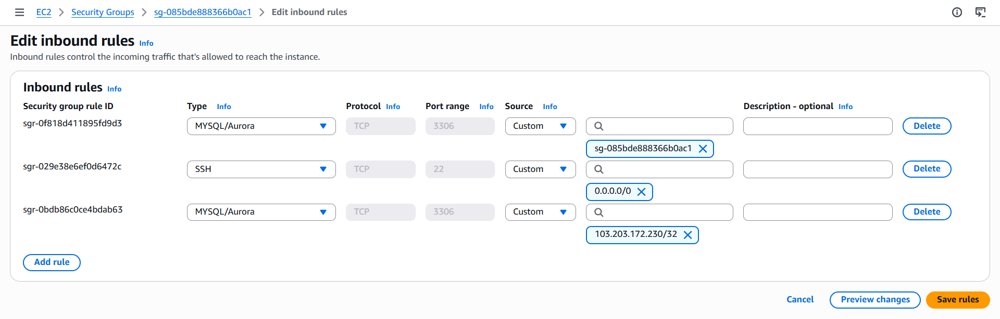 EC2 > Security Groups > sg-085bde888366b0ac1 > Edit inbound rules
Edit inbound rules Info
Inbound rules control the incoming traffic that's allowed to reach the instance.
Inbound rules Info
Security group rule ID Type Info Protocol Info Port range Info Source Info Description - optional Info
sgr-0f818d411895fd9d3 MYSQL/Aurora TCP 3306 Custom Delete
sg-085bde888366b0ac1
sgr-029e38e6ef0d6472c SSH TCP 22 Custom Delete
0.0.0.0/0
sgr-0bdb86c0ce4bdab63 MYSQL/Aurora TCP 3306 Custom Delete
103.203.172.230/32
Add rule
Cancel Preview changes Save rules